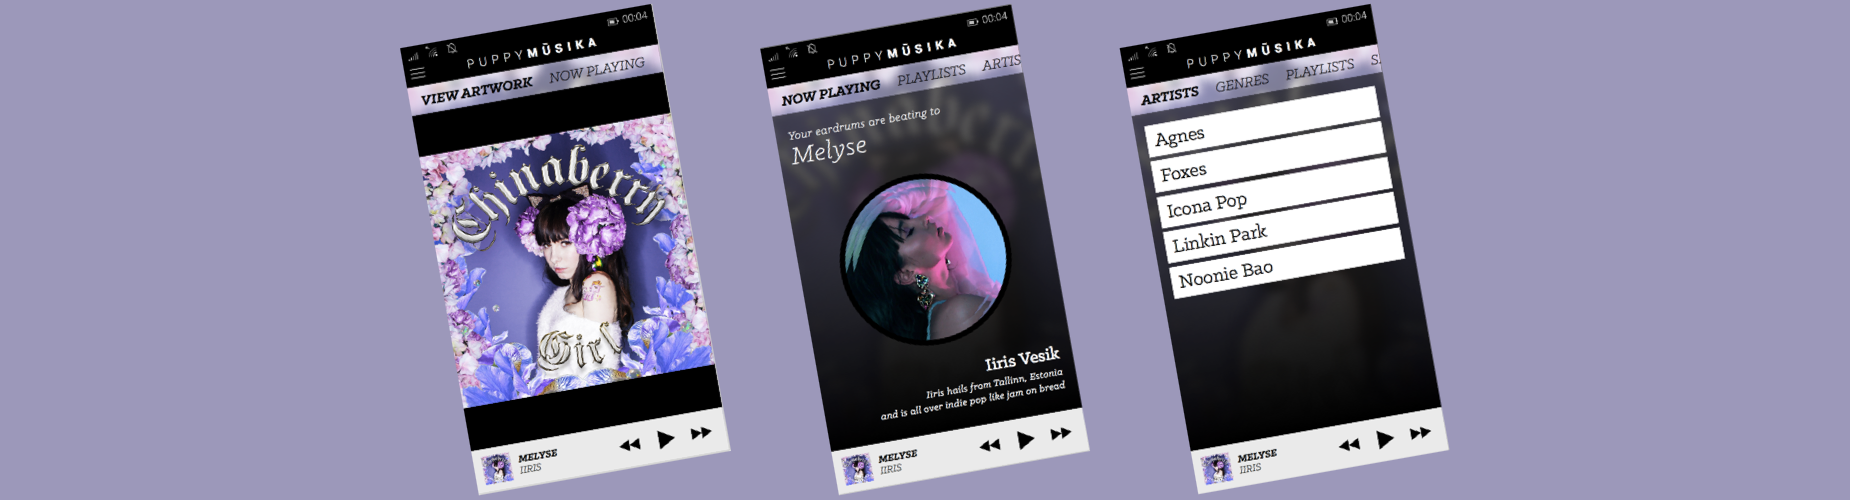 00:04
PUPPYMŪSIKA
VIEW ARTWORK NOW PLAYING
Chinaberry
Girl
MELYSE
IIRIS
00:04
PUPPYMŪSIKA
NOW PLAYING PLAYLISTS ARTIS
Your eardrums are beating to
Melyse
Iiris Vesik
Iiris hails from Tallinn, Estonia
and is all over indie pop like jam on bread
MELYSE
IIRIS
00:04
PUPPYMŪSIKA
ARTISTS GENRES PLAYLISTS S
Agnes
Foxes
Icona Pop
Linkin Park
Noonie Bao
MELYSE
IIRIS